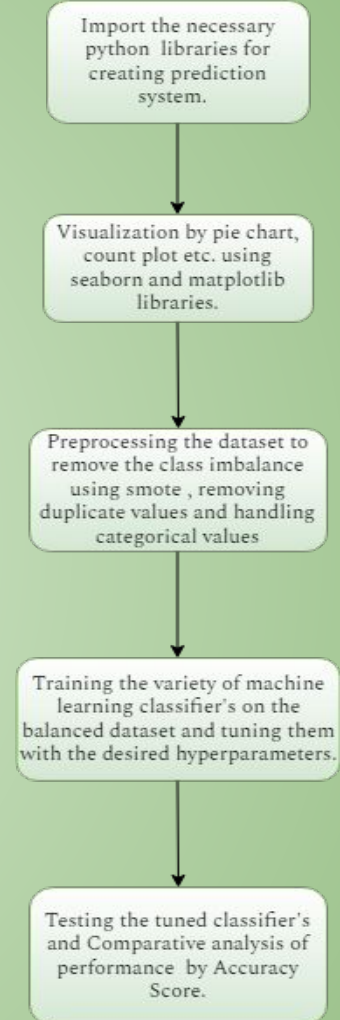 Import the necessary
python libraries for
creating prediction
system.
Visualization by pie chart,
count plot etc. using
seaborn and matplotlib
libraries.
Preprocessing the dataset to
remove the class imbalance
using smote , removing
duplicate values and handling
categorical values
Training the variety of machine
learning classifier's on the
balanced dataset and tuning them
with the desired hyperparameters.
Testing the tuned classifier's
and Comparative analysis of
performance by Accuracy
Score.